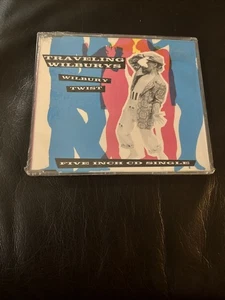 TRAVELING
WILBURYS
WILBURY
TWIST
FIVE INCH CD SINGLE